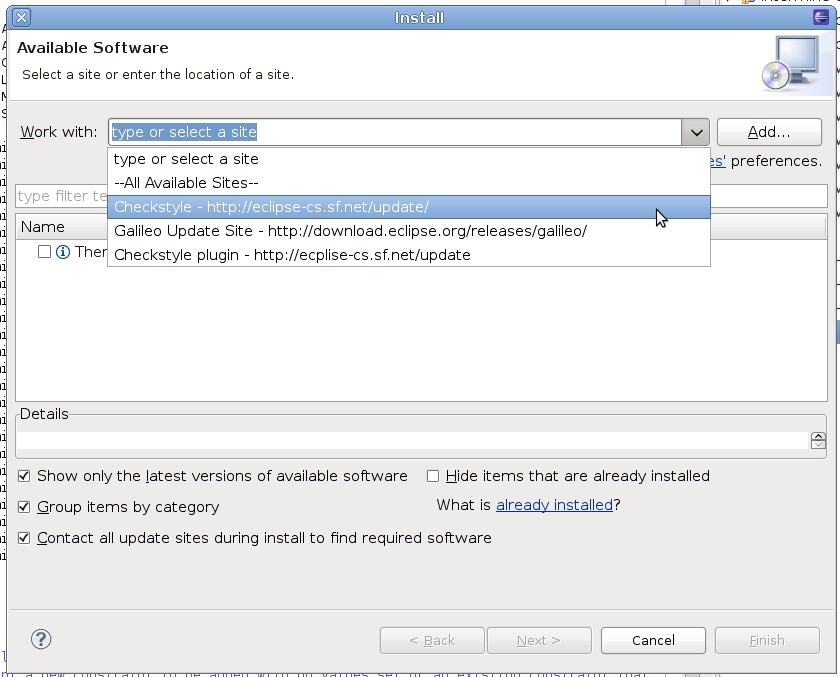 Install
Available Software
Select a site or enter the location of a site.
Work with: type or select a site Add...
type or select a site
es' preferences.
--All Available Sites--
type filter te
Checkstyle - http://eclipse-cs.sf.net/update/
Name
Galileo Update Site - http://download.eclipse.org/releases/galileo/
Ther
Checkstyle plugin - http://ecplise-cs.sf.net/update
Details
Show only the latest versions of available software Hide items that are already installed
Group items by category What is already installed?
Contact all update sites during install to find required software
? < Back Next > Cancel Finish